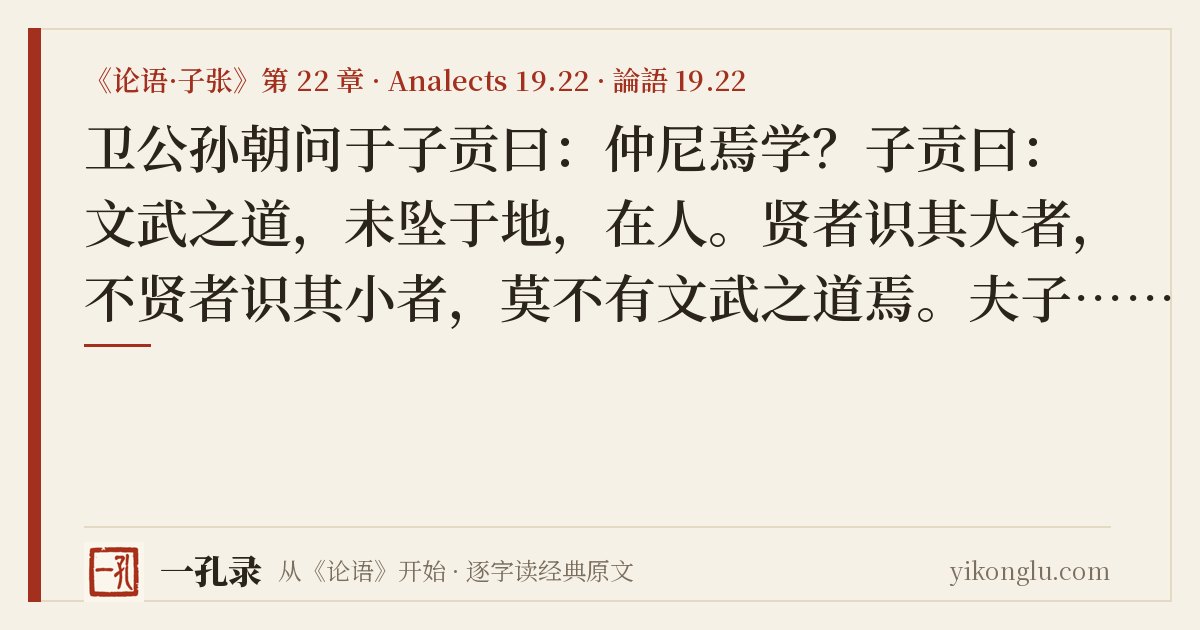 《论语·子张》第 22 章 · Analects 19.22 · 論語 19.22
卫公孙朝问于子贡曰：仲尼焉学？子贡曰：
文武之道，未坠于地，在人。贤者识其大者，
不贤者识其小者，莫不有文武之道焉。夫子……
一孔
一孔录
从《论语》开始 · 逐字读经典原文
yikonglu.com